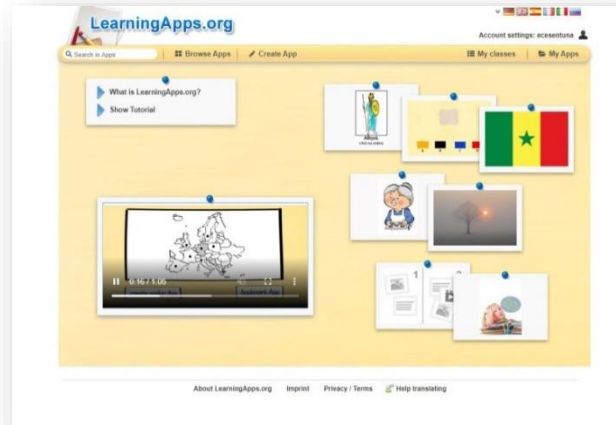 LearningApps.org
Account settings: ecesentuna
Search in Apps
Browse Apps
Create App
My classes
My Apps
What is LearningApps.org?
Show Tutorial
0:16 / 1:05
1
About LearningApps.org
Imprint
Privacy / Terms
Help translating